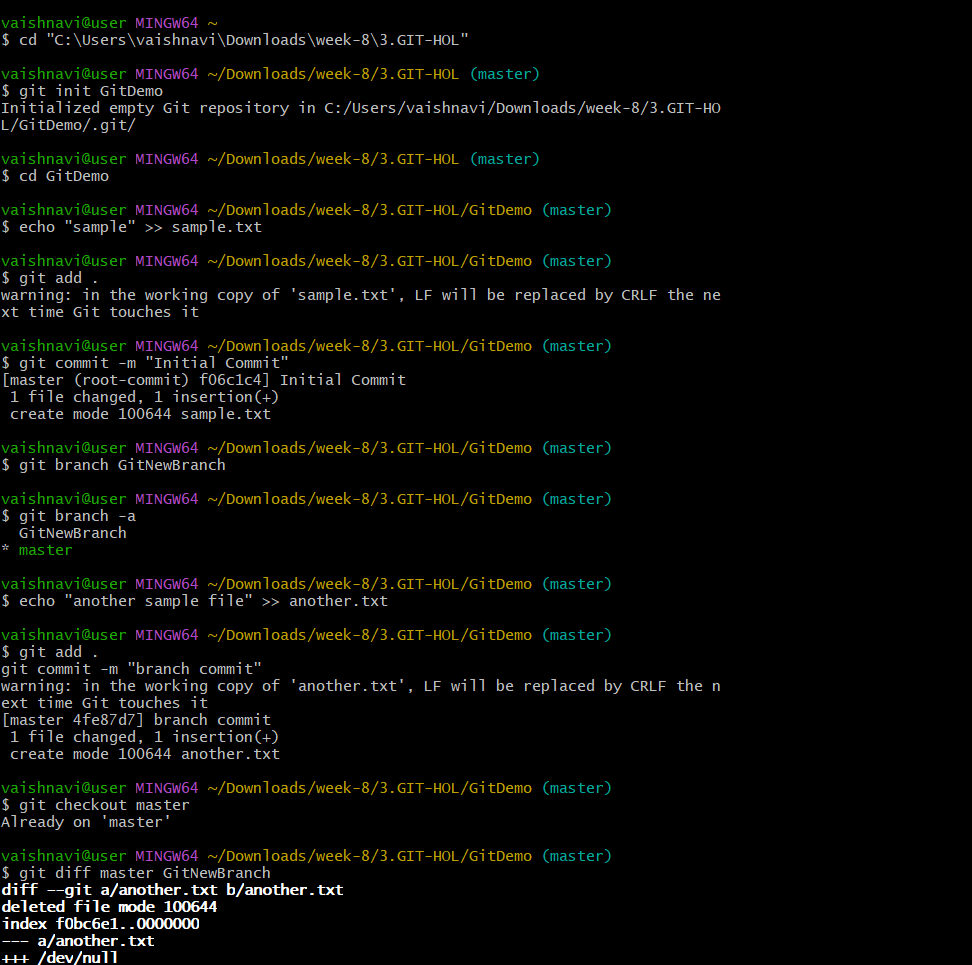 vaishnavi@user MINGW64 ~
$ cd "C:\Users\vaishnavi\Downloads\week-8\3.GIT-HOL"
vaishnavi@user MINGW64 ~/Downloads/week-8/3.GIT-HOL (master)
$ git init GitDemo
Initialized empty Git repository in C:/Users/vaishnavi/Downloads/week-8/3.GIT-HO
L/GitDemo/.git/
vaishnavi@user MINGW64 ~/Downloads/week-8/3.GIT-HOL (master)
$ cd GitDemo
vaishnavi@user MINGW64 ~/Downloads/week-8/3.GIT-HOL/GitDemo (master)
$ echo "sample" >> sample.txt
vaishnavi@user MINGW64 ~/Downloads/week-8/3.GIT-HOL/GitDemo (master)
$ git add .
warning: in the working copy of 'sample.txt', LF will be replaced by CRLF the ne
xt time Git touches it
vaishnavi@user MINGW64 ~/Downloads/week-8/3.GIT-HOL/GitDemo (master)
$ git commit -m "Initial Commit"
[master (root-commit) f06c1c4] Initial Commit
 1 file changed, 1 insertion(+)
 create mode 100644 sample.txt
vaishnavi@user MINGW64 ~/Downloads/week-8/3.GIT-HOL/GitDemo (master)
$ git branch GitNewBranch
vaishnavi@user MINGW64 ~/Downloads/week-8/3.GIT-HOL/GitDemo (master)
$ git branch -a
  GitNewBranch
* master
vaishnavi@user MINGW64 ~/Downloads/week-8/3.GIT-HOL/GitDemo (master)
$ echo "another sample file" >> another.txt
vaishnavi@user MINGW64 ~/Downloads/week-8/3.GIT-HOL/GitDemo (master)
$ git add .
git commit -m "branch commit"
warning: in the working copy of 'another.txt', LF will be replaced by CRLF the n
ext time Git touches it
[master 4fe87d7] branch commit
 1 file changed, 1 insertion(+)
 create mode 100644 another.txt
vaishnavi@user MINGW64 ~/Downloads/week-8/3.GIT-HOL/GitDemo (master)
$ git checkout master
Already on 'master'
vaishnavi@user MINGW64 ~/Downloads/week-8/3.GIT-HOL/GitDemo (master)
$ git diff master GitNewBranch
diff --git a/another.txt b/another.txt
deleted file mode 100644
index f0bc6e1..0000000
--- a/another.txt
+++ /dev/null